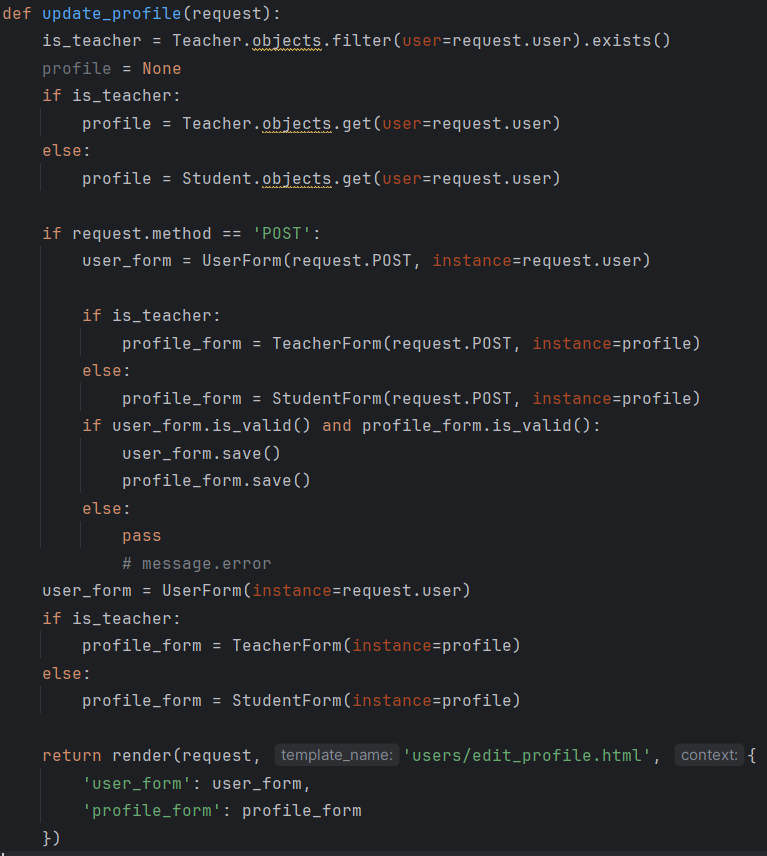 def update_profile(request):
    is_teacher = Teacher.objects.filter(user=request.user).exists()
    profile = None
    if is_teacher:
        profile = Teacher.objects.get(user=request.user)
    else:
        profile = Student.objects.get(user=request.user)

    if request.method == 'POST':
        user_form = UserForm(request.POST, instance=request.user)

        if is_teacher:
            profile_form = TeacherForm(request.POST, instance=profile)
        else:
            profile_form = StudentForm(request.POST, instance=profile)
        if user_form.is_valid() and profile_form.is_valid():
            user_form.save()
            profile_form.save()
        else:
            pass
            # message.error
    user_form = UserForm(instance=request.user)
    if is_teacher:
        profile_form = TeacherForm(instance=profile)
    else:
        profile_form = StudentForm(instance=profile)

    return render(request, template_name: 'users/edit_profile.html', context: {
        'user_form': user_form,
        'profile_form': profile_form
    })